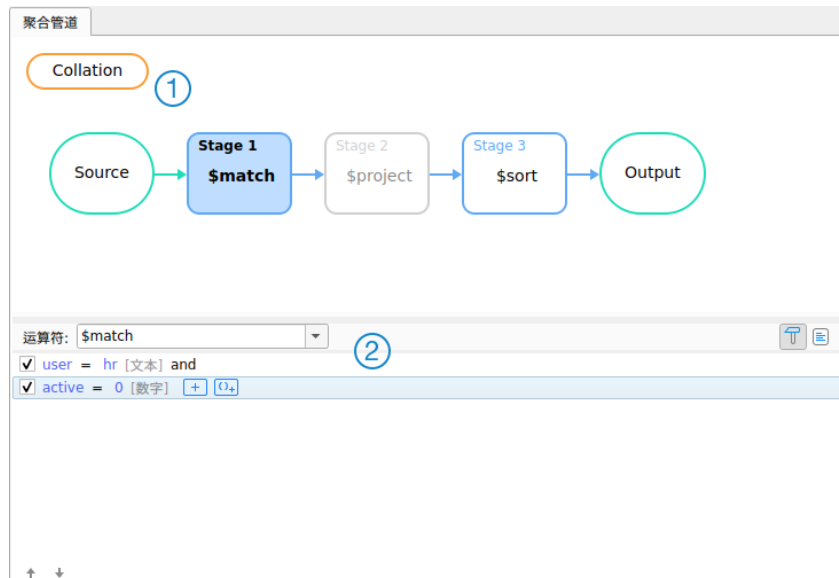 聚合管道
Collation
①
Stage 1
Stage 2
Stage 3
Source
$match
$project
$sort
Output
运算符: $match
②
user = hr [文本] and
active = 0 [数字]